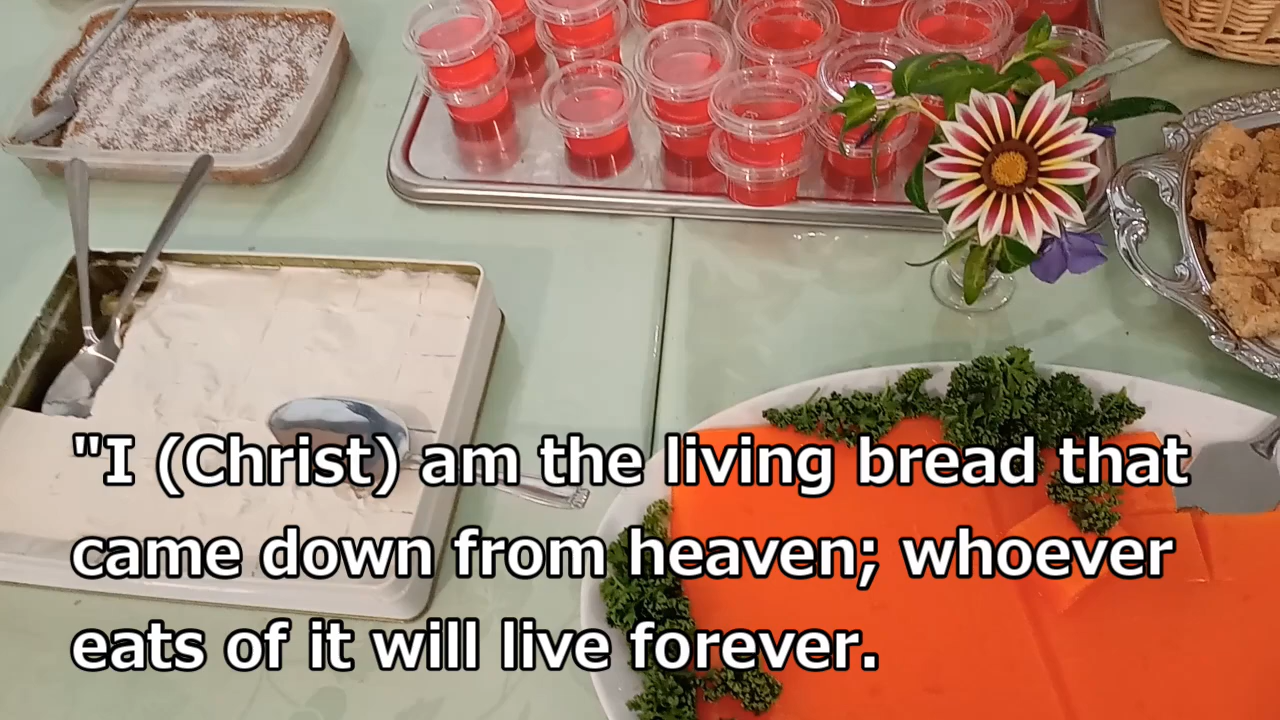 "I (Christ) am the living bread that
came down from heaven; whoever
eats of it will live forever.